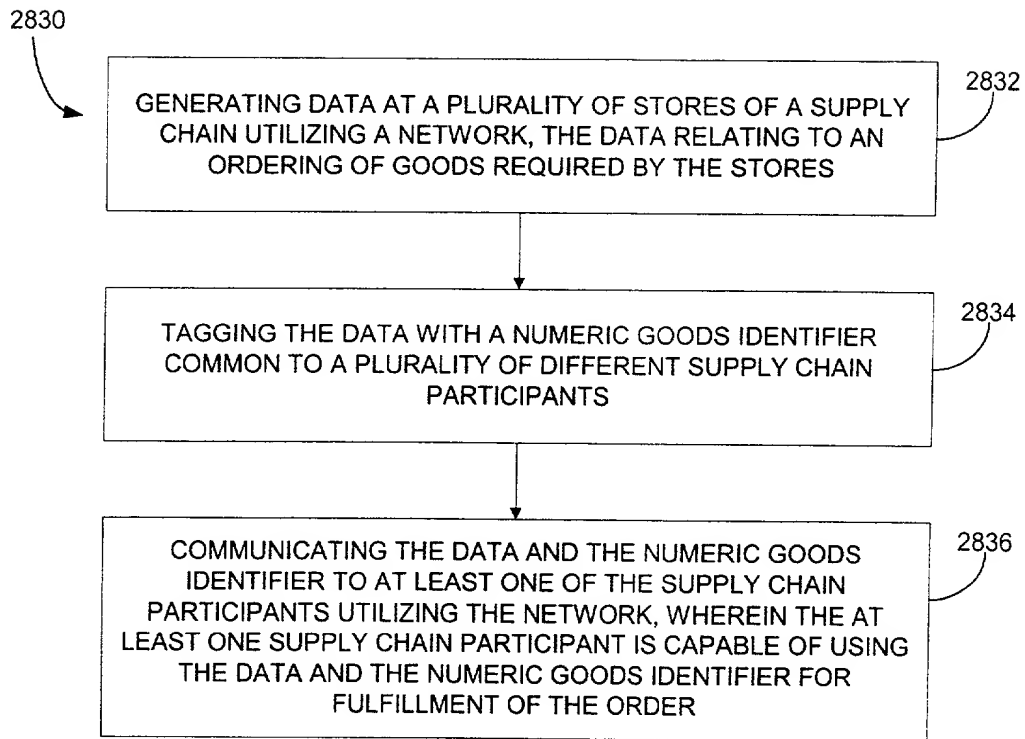 2830
GENERATING DATA AT A PLURALITY OF STORES OF A SUPPLY
CHAIN UTILIZING A NETWORK, THE DATA RELATING TO AN
ORDERING OF GOODS REQUIRED BY THE STORES
2832
TAGGING THE DATA WITH A NUMERIC GOODS IDENTIFIER
COMMON TO A PLURALITY OF DIFFERENT SUPPLY CHAIN
PARTICIPANTS
2834
COMMUNICATING THE DATA AND THE NUMERIC GOODS
IDENTIFIER TO AT LEAST ONE OF THE SUPPLY CHAIN
PARTICIPANTS UTILIZING THE NETWORK, WHEREIN THE AT
LEAST ONE SUPPLY CHAIN PARTICIPANT IS CAPABLE OF USING
THE DATA AND THE NUMERIC GOODS IDENTIFIER FOR
FULFILLMENT OF THE ORDER
2836